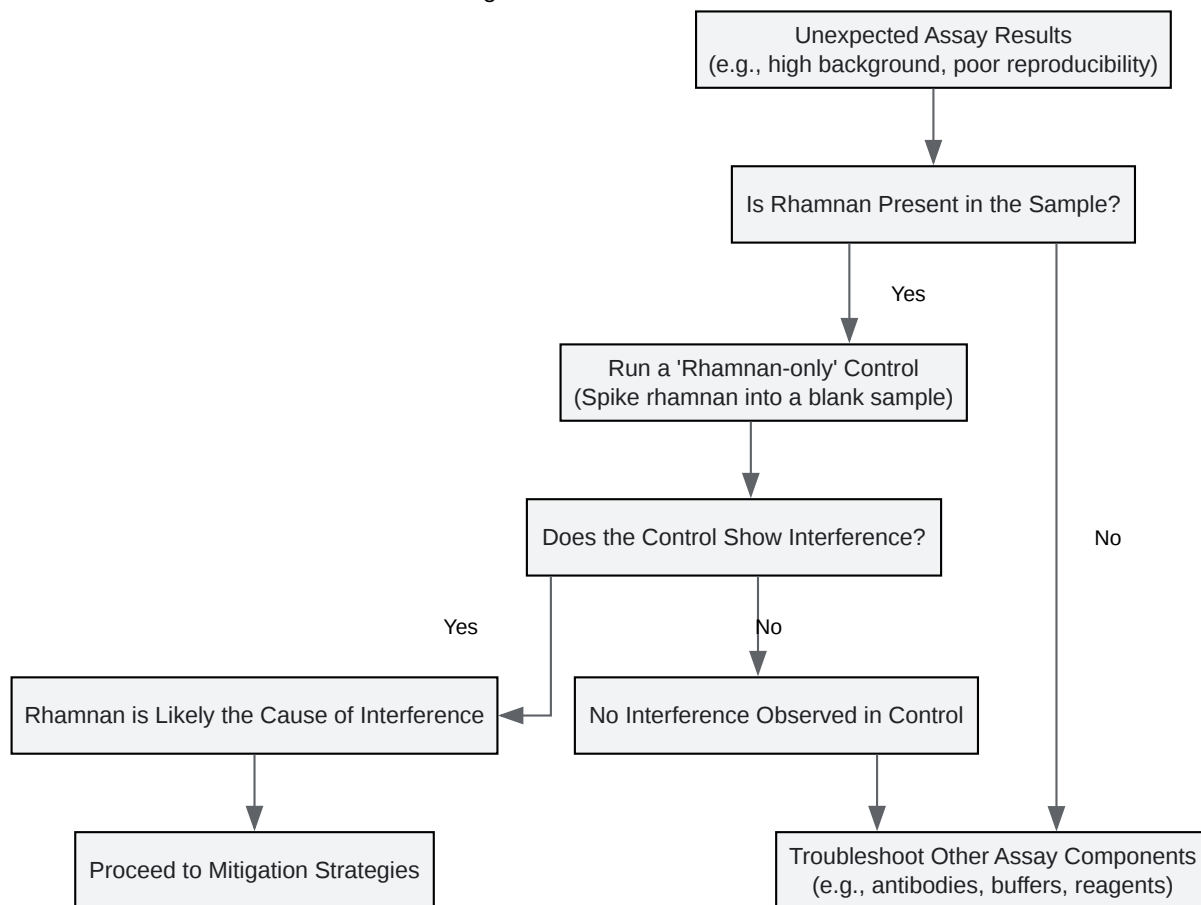 Unexpected Assay Results
(e.g., high background, poor reproducibility)
Is Rhamnan Present in the Sample?
Yes
Run a 'Rhamnan-only' Control
(Spike rhamnan into a blank sample)
Does the Control Show Interference?
No
Yes
No
Rhamnan is Likely the Cause of Interference
No Interference Observed in Control
Proceed to Mitigation Strategies
Troubleshoot Other Assay Components
(e.g., antibodies, buffers, reagents)